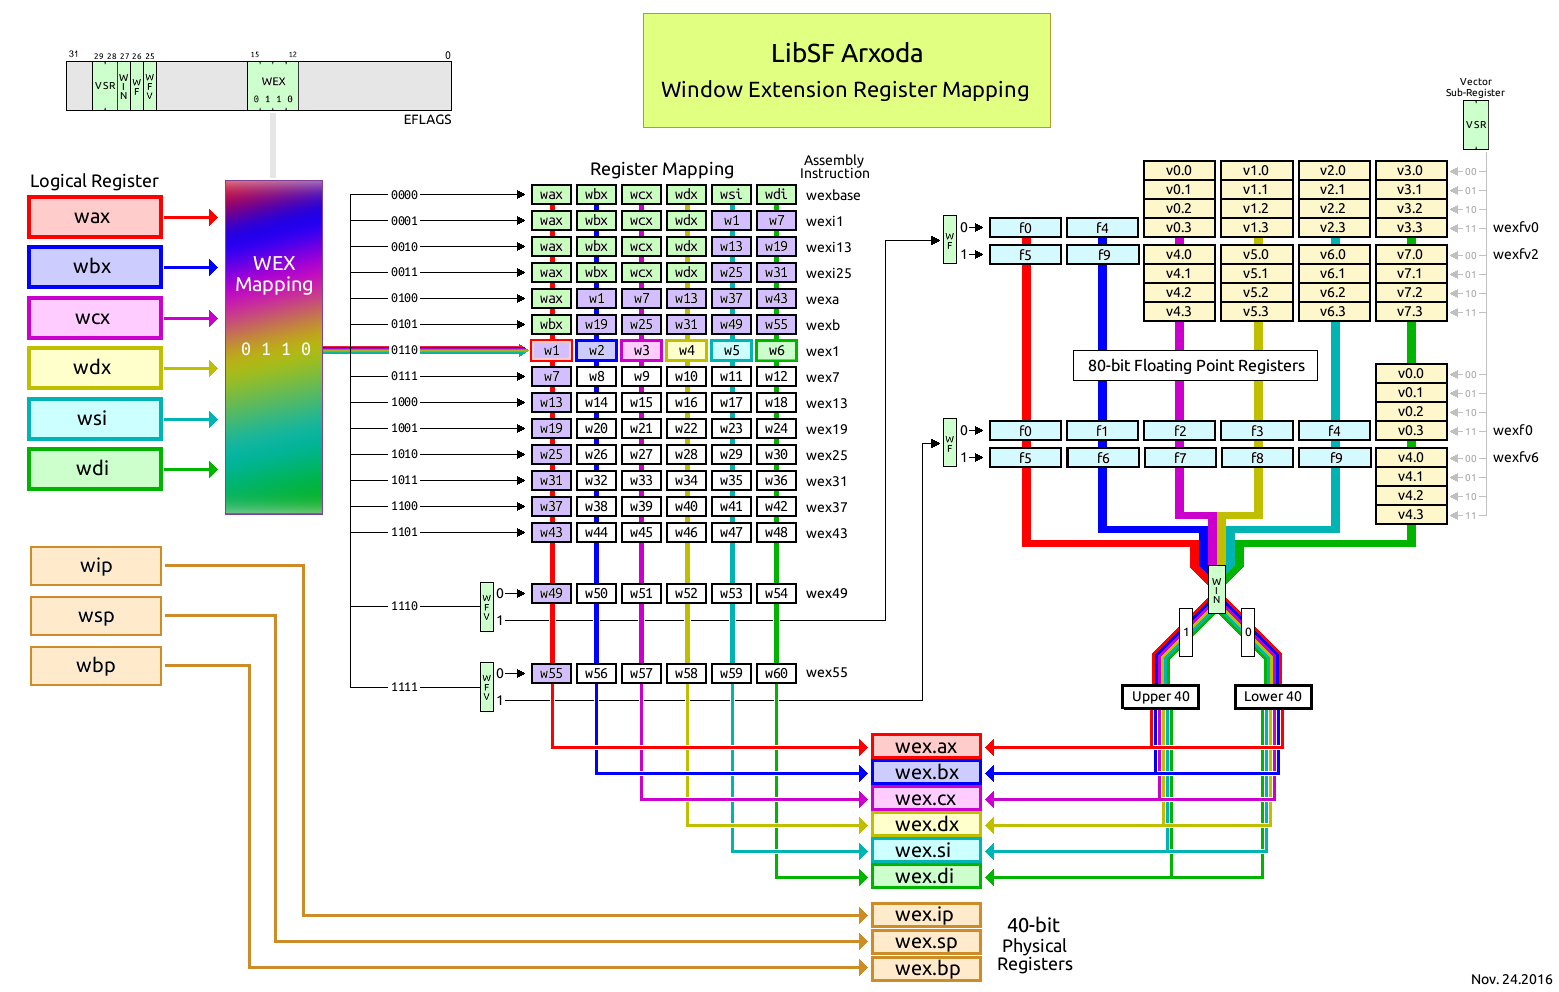 LibSF Arxoda
Window Extension Register Mapping
31 29 28 27 26 25 15 12 0
VSR WIN WF WFV WEX
0 1 1 0
EFLAGS
Logical Register
wax
wbx
wcx
wdx
wsi
wdi
WEX
Mapping
0 1 1 0
wip
wsp
wbp
Register Mapping
Assembly
Instruction
0000 wax wbx wcx wdx wsi wdi wexbase
0001 wax wbx wcx wdx w1 w7 wexi1
0010 wax wbx wcx wdx w13 w19 wexi13
0011 wax wbx wcx wdx w25 w31 wexi25
0100 wax w1 w7 w13 w37 w43 wexa
0101 wbx w19 w25 w31 w49 w55 wexb
0110 w1 w2 w3 w4 w5 w6 wex1
0111 w7 w8 w9 w10 w11 w12 wex7
1000 w13 w14 w15 w16 w17 w18 wex13
1001 w19 w20 w21 w22 w23 w24 wex19
1010 w25 w26 w27 w28 w29 w30 wex25
1011 w31 w32 w33 w34 w35 w36 wex31
1100 w37 w38 w39 w40 w41 w42 wex37
1101 w43 w44 w45 w46 w47 w48 wex43
1110 WFV 0 w49 w50 w51 w52 w53 w54 wex49
1
1111 WFV 0 w55 w56 w57 w58 w59 w60 wex55
1
Vector
Sub-Register
VSR
v0.0 v1.0 v2.0 v3.0 00
v0.1 v1.1 v2.1 v3.1 01
v0.2 v1.2 v2.2 v3.2 10
WF 0 f0 f4 v0.3 v1.3 v2.3 v3.3 11 wexfv0
1 f5 f9 v4.0 v5.0 v6.0 v7.0 00 wexfv2
v4.1 v5.1 v6.1 v7.1 01
v4.2 v5.2 v6.2 v7.2 10
v4.3 v5.3 v6.3 v7.3 11
80-bit Floating Point Registers
v0.0 00
v0.1 01
v0.2 10
WF 0 f0 f1 f2 f3 f4 v0.3 11 wexf0
1 f5 f6 f7 f8 f9 v4.0 00 wexfv6
v4.1 01
v4.2 10
v4.3 11
WIN
1 0
Upper 40 Lower 40
wex.ax
wex.bx
wex.cx
wex.dx
wex.si
wex.di
wex.ip
wex.sp
wex.bp
40-bit
Physical
Registers
Nov. 24.2016